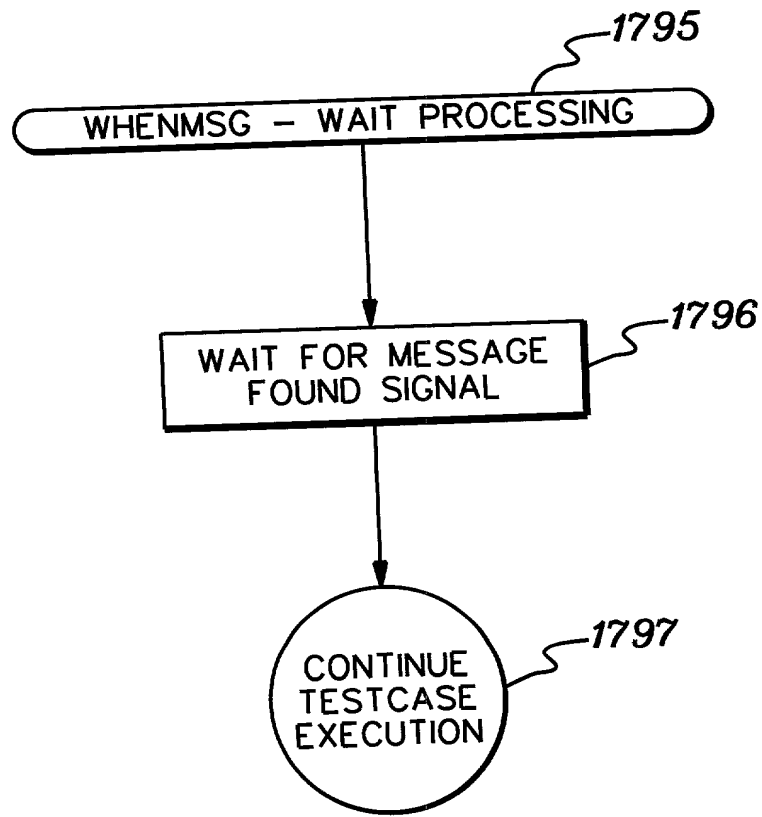 1795
WHENMSG – WAIT PROCESSING
1796
WAIT FOR MESSAGE
FOUND SIGNAL
1797
CONTINUE
TESTCASE
EXECUTION